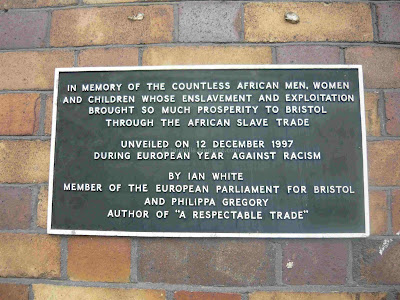 IN MEMORY OF THE COUNTLESS AFRICAN MEN, WOMEN
AND CHILDREN WHOSE ENSLAVEMENT AND EXPLOITATION
BROUGHT SO MUCH PROSPERITY TO BRISTOL
THROUGH THE AFRICAN SLAVE TRADE
UNVEILED ON 12 DECEMBER 1997
DURING EUROPEAN YEAR AGAINST RACISM
BY IAN WHITE
MEMBER OF THE EUROPEAN PARLIAMENT FOR BRISTOL
AND PHILIPPA GREGORY
AUTHOR OF "A RESPECTABLE TRADE"